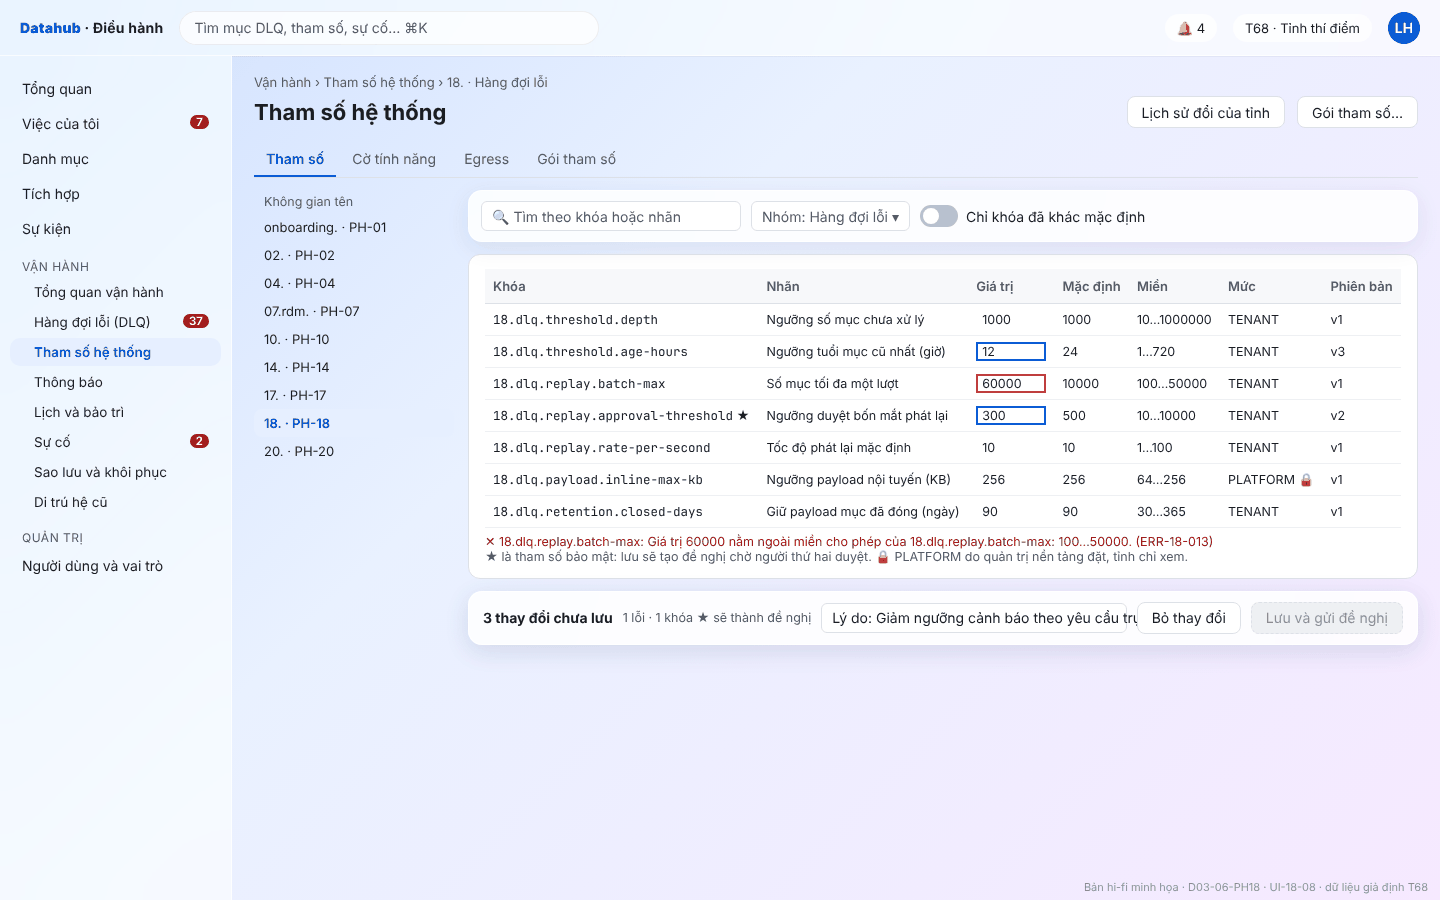 Datahub · Điều hành
Tìm mục DLQ, tham số, sự cố... ⌘K
4
T68 · Tỉnh thí điểm
LH
Tổng quan
Việc của tôi 7
Danh mục
Tích hợp
Sự kiện
VẬN HÀNH
Tổng quan vận hành
Hàng đợi lỗi (DLQ) 37
Tham số hệ thống
Thông báo
Lịch và bảo trì
Sự cố 2
Sao lưu và khôi phục
Di trú hệ cũ
QUẢN TRỊ
Người dùng và vai trò
Vận hành › Tham số hệ thống › 18. · Hàng đợi lỗi
Tham số hệ thống
Lịch sử đổi của tỉnh
Gói tham số...
Tham số Cờ tính năng Egress Gói tham số
Không gian tên
onboarding. · PH-01
02. · PH-02
04. · PH-04
07.rdm. · PH-07
10. · PH-10
14. · PH-14
17. · PH-17
18. · PH-18
20. · PH-20
Tìm theo khóa hoặc nhãn
Nhóm: Hàng đợi lỗi ▾
Chỉ khóa đã khác mặc định
Khóa Nhãn Giá trị Mặc định Miền Mức Phiên bản
18.dlq.threshold.depth Ngưỡng số mục chưa xử lý 1000 1000 10...1000000 TENANT v1
18.dlq.threshold.age-hours Ngưỡng tuổi mục cũ nhất (giờ) 12 24 1...720 TENANT v3
18.dlq.replay.batch-max Số mục tối đa một lượt 60000 10000 100...50000 TENANT v1
18.dlq.replay.approval-threshold ★ Ngưỡng duyệt bốn mắt phát lại 300 500 10...10000 TENANT v2
18.dlq.replay.rate-per-second Tốc độ phát lại mặc định 10 10 1...100 TENANT v1
18.dlq.payload.inline-max-kb Ngưỡng payload nội tuyến (KB) 256 256 64...256 PLATFORM 🔒 v1
18.dlq.retention.closed-days Giữ payload mục đã đóng (ngày) 90 90 30...365 TENANT v1
✕ 18.dlq.replay.batch-max: Giá trị 60000 nằm ngoài miền cho phép của 18.dlq.replay.batch-max: 100...50000. (ERR-18-013)
★ là tham số bảo mật: lưu sẽ tạo đề nghị chờ người thứ hai duyệt. 🔒 PLATFORM do quản trị nền tảng đặt, tỉnh chỉ xem.
3 thay đổi chưa lưu 1 lỗi · 1 khóa ★ sẽ thành đề nghị
Lý do: Giảm ngưỡng cảnh báo theo yêu cầu
Bỏ thay đổi
Lưu và gửi đề nghị
Bản hi-fi minh họa · D03-06-PH18 · UI-18-08 · dữ liệu giả định T68